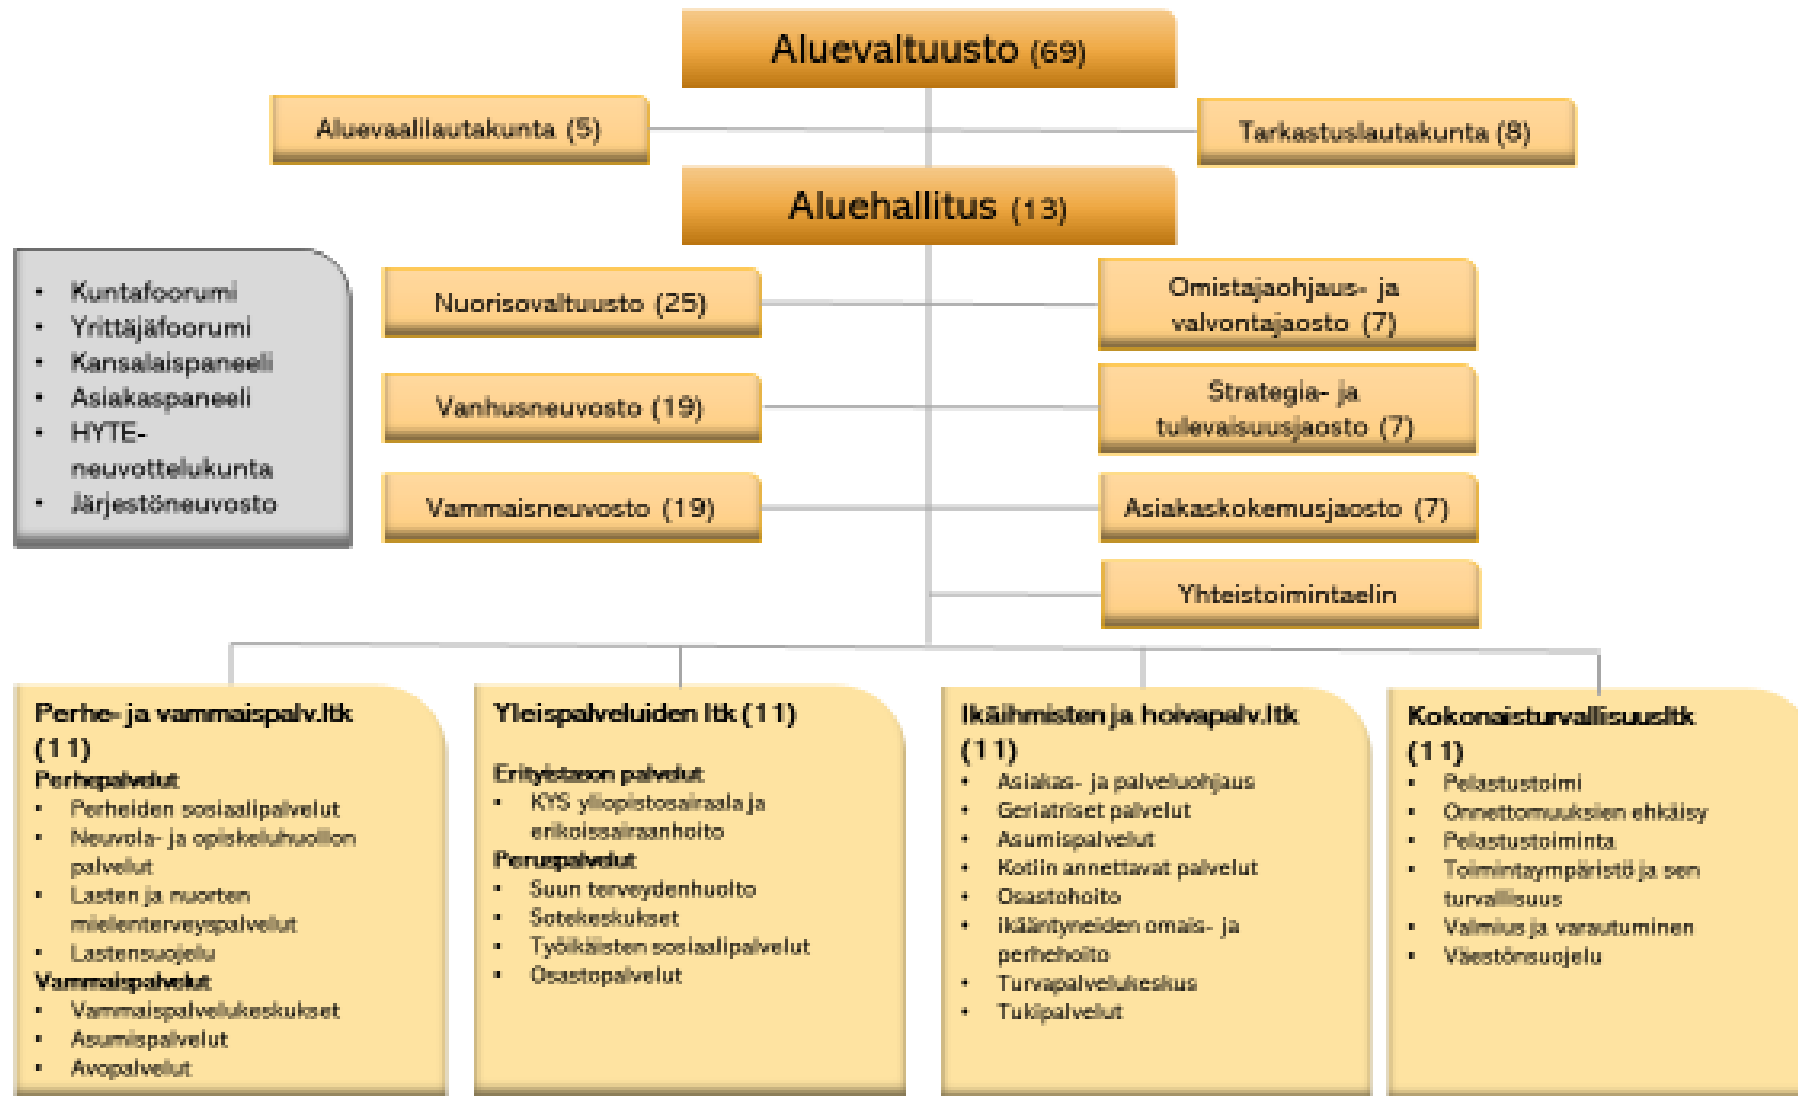 Aluevaltuusto (69)
Aluevaalilautakunta (5)
Tarkastuslautakunta (8)
Aluehallitus (13)
• Kuntafoorumi
• Yrittäjäfoorumi
• Kansalaispaneeli
• Asiakaspaneeli
• HYTE-
neuvottelukunta
• Järjestöneuvosto
Nuorisovaltuusto (25)
Vanhusneuvosto (19)
Vammaisneuvosto (19)
Omistajaohjaus- ja
valvontajaosto (7)
Strategia- ja
tulevaisuusjaosto (7)
Asiakaskokemusjaosto (7)
Yhteistoimintaelin
Perhe- ja vammaispalv.ltk
(11)
Perhepalvelut
• Perheiden sosiaalipalvelut
• Neuvola- ja opiskeluhuollon
palvelut
• Lasten ja nuorten
mielenterveyspalvelut
• Lastensuojelu
Vammaispalvelut
• Vammaispalvelukeskukset
• Asumispalvelut
• Avopalvelut
Yleispalveluiden ltk (11)
Erityistason palvelut
• KYS yliopistosairaala ja
erikoissairaanhoito
Peruspalvelut
• Suun terveydenhuolto
• Sotekeskukset
• Työikäisten sosiaalipalvelut
• Osastopalvelut
Ikäihmisten ja hoivapalv.ltk
(11)
• Asiakas- ja palveluohjaus
• Geriatriset palvelut
• Asumispalvelut
• Kotiin annettavat palvelut
• Osastohoito
• ikääntyneiden omais- ja
perhehoito
• Turvapalvelukeskus
• Tukipalvelut
Kokonaisturvallisuusltk
(11)
• Pelastustoimi
• Onnettomuuksien ehkäisy
• Pelastustoiminta
• Toimintaympäristö ja sen
turvallisuus
• Valmius ja varautuminen
• Väestönsuojelu